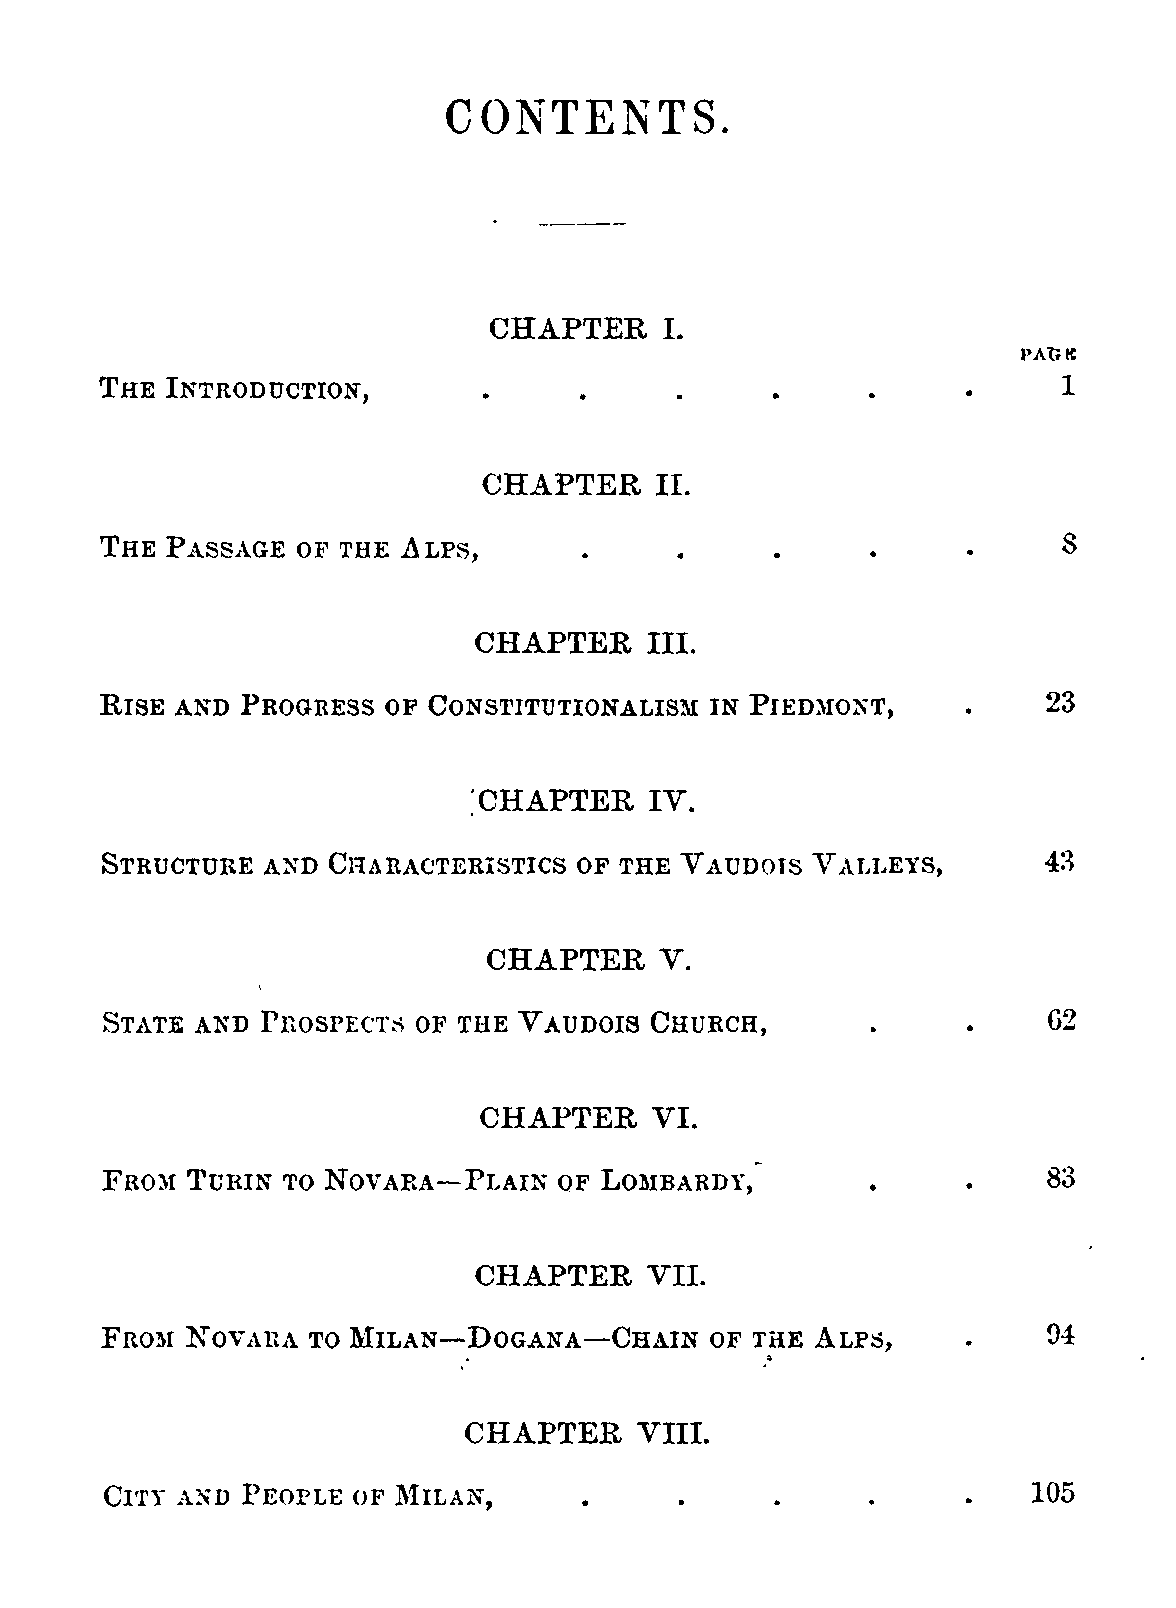 CONTENTS.
CHAPTER I.
PAGE
THE INTRODUCTION, . . . . . . 1
CHAPTER II.
THE PASSAGE OF THE ALPS, . . . . . 8
CHAPTER III.
RISE AND PROGRESS OF CONSTITUTIONALISM IN PIEDMONT, . 23
CHAPTER IV.
STRUCTURE AND CHARACTERISTICS OF THE VAUDOIS VALLEYS, 43
CHAPTER V.
STATE AND PROSPECTS OF THE VAUDOIS CHURCH, . . 62
CHAPTER VI.
FROM TURIN TO NOVARA—PLAIN OF LOMBARDY, . . 83
CHAPTER VII.
FROM NOVARA TO MILAN—DOGANA—CHAIN OF THE ALPS, . 94
CHAPTER VIII.
CITY AND PEOPLE OF MILAN, . . . . . 105